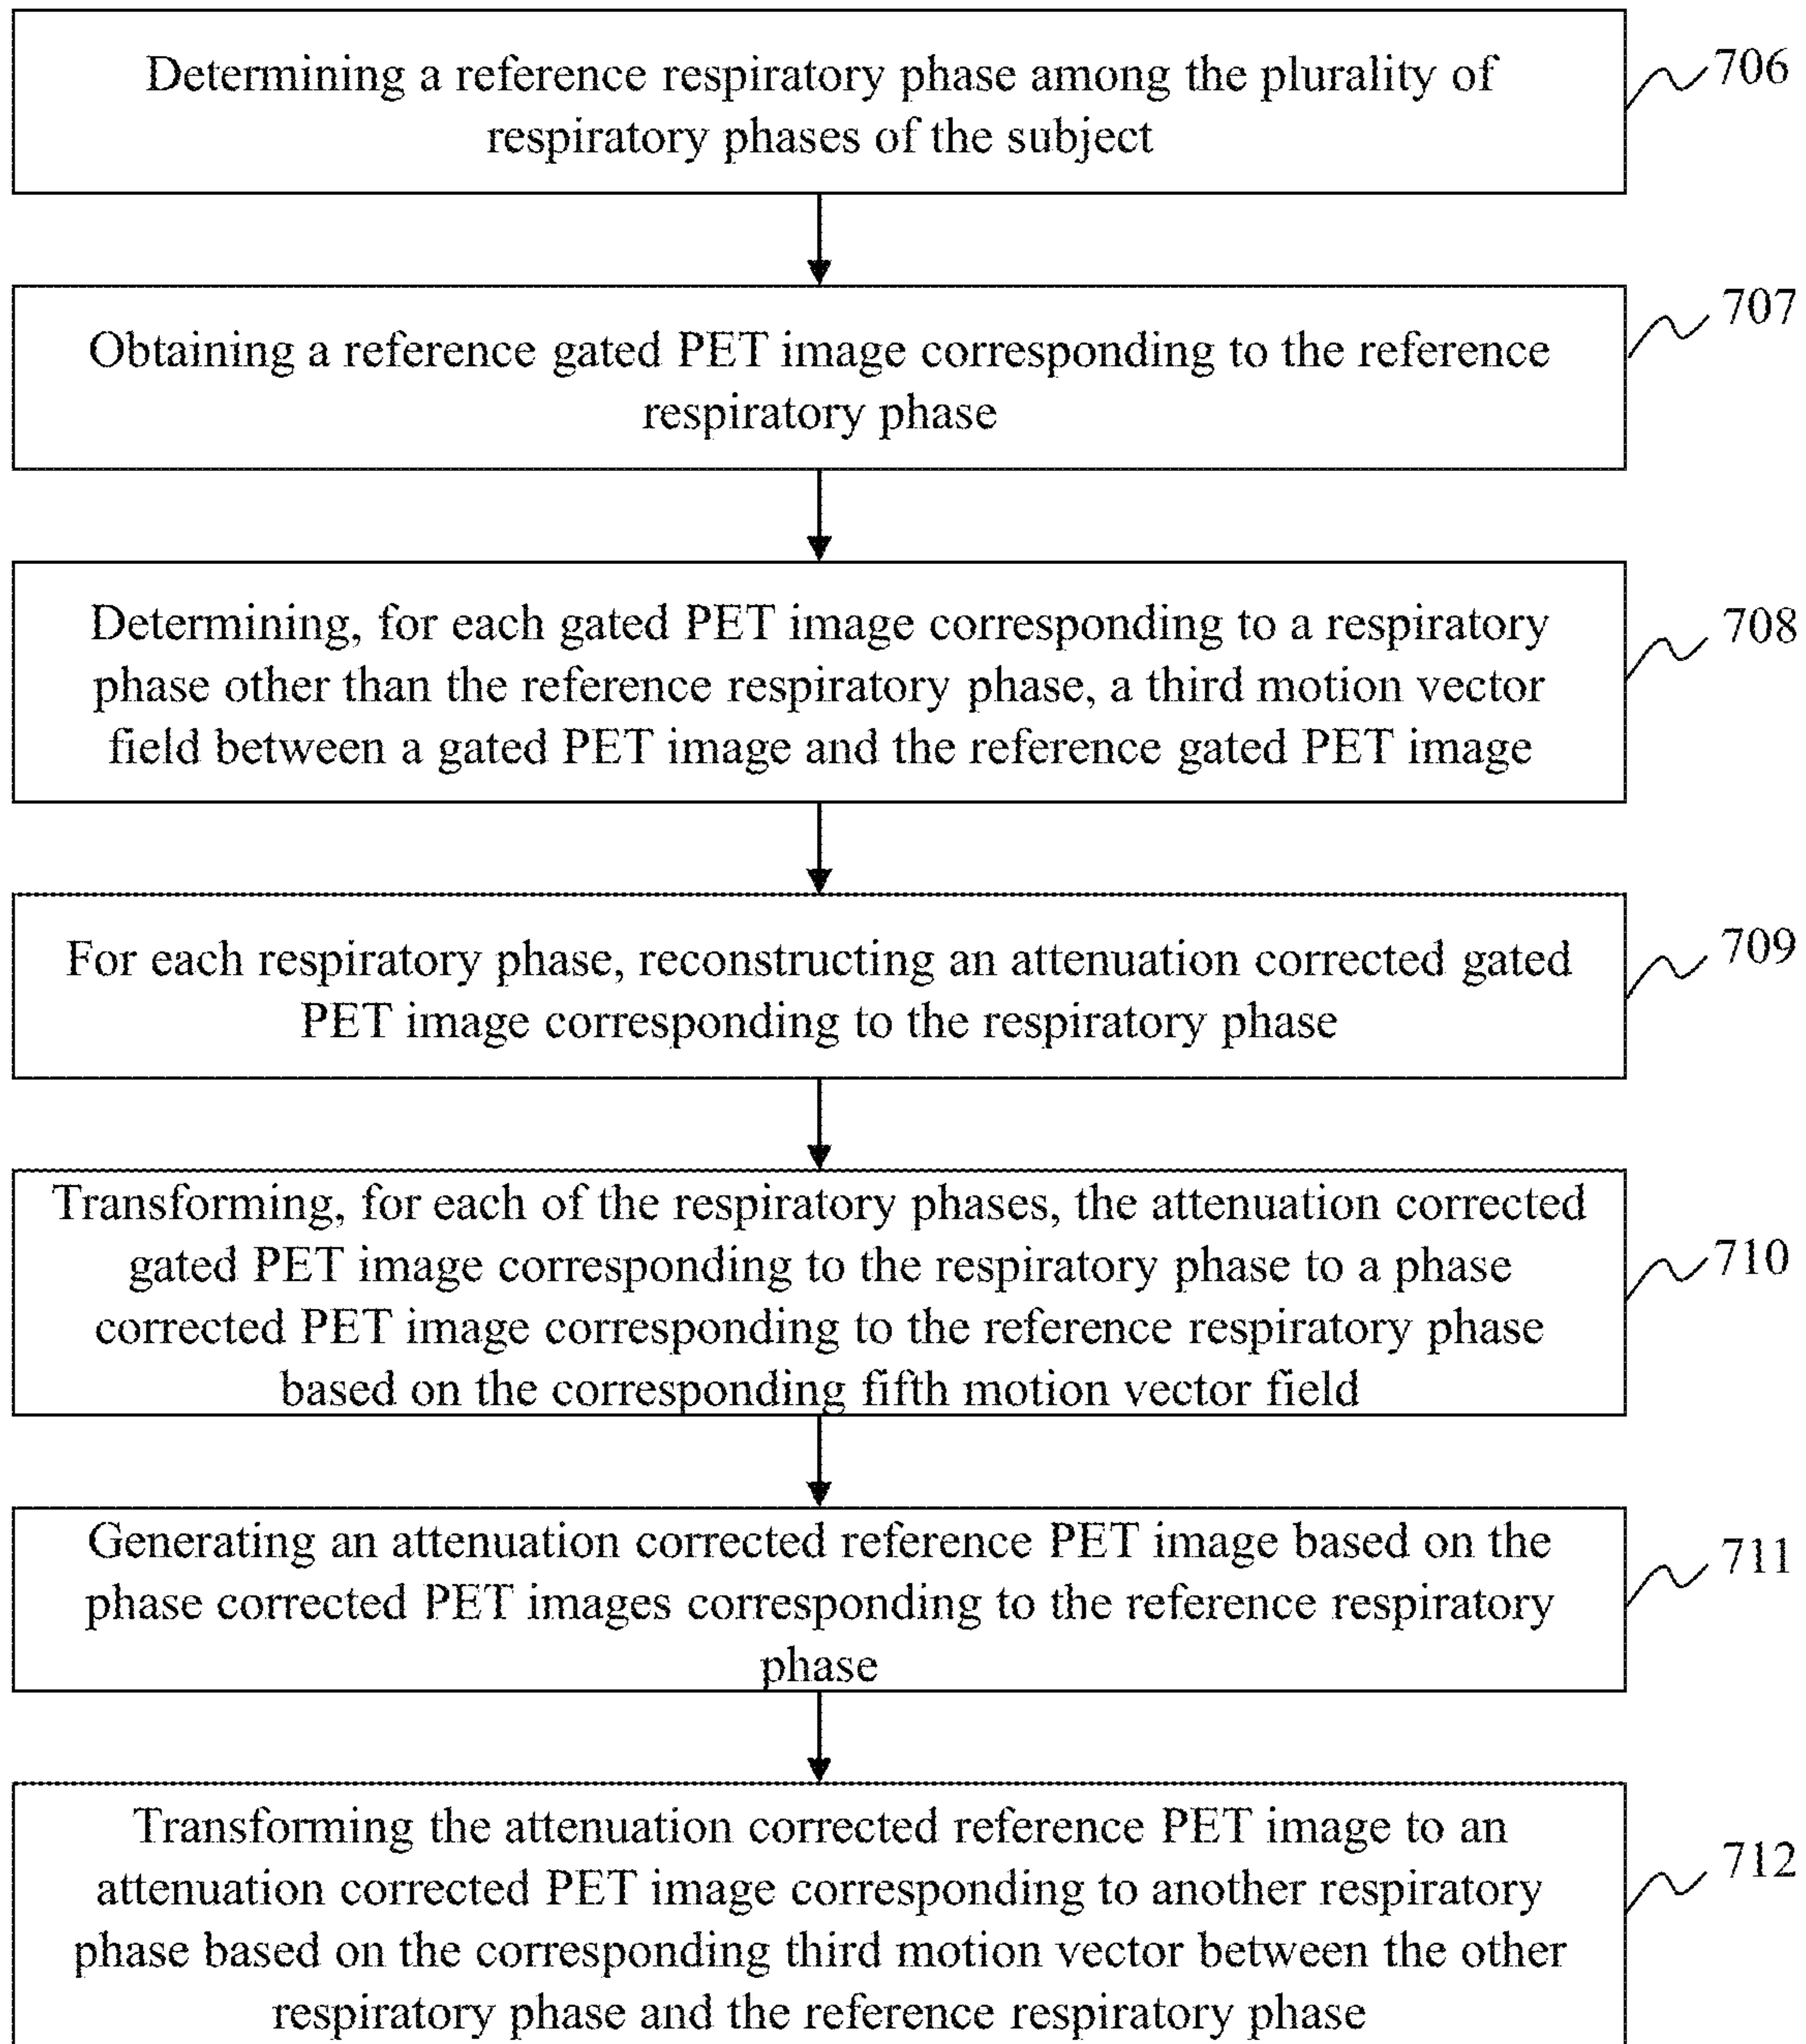 Determining a reference respiratory phase among the plurality of
respiratory phases of the subject
706
Obtaining a reference gated PET image corresponding to the reference
respiratory phase
707
Determining, for each gated PET image corresponding to a respiratory
phase other than the reference respiratory phase, a third motion vector
field between a gated PET image and the reference gated PET image
708
For each respiratory phase, reconstructing an attenuation corrected gated
PET image corresponding to the respiratory phase
709
Transforming, for each of the respiratory phases, the attenuation corrected
gated PET image corresponding to the respiratory phase to a phase
corrected PET image corresponding to the reference respiratory phase
based on the corresponding fifth motion vector field
710
Generating an attenuation corrected reference PET image based on the
phase corrected PET images corresponding to the reference respiratory
phase
711
Transforming the attenuation corrected reference PET image to an
attenuation corrected PET image corresponding to another respiratory
phase based on the corresponding third motion vector between the other
respiratory phase and the reference respiratory phase
712